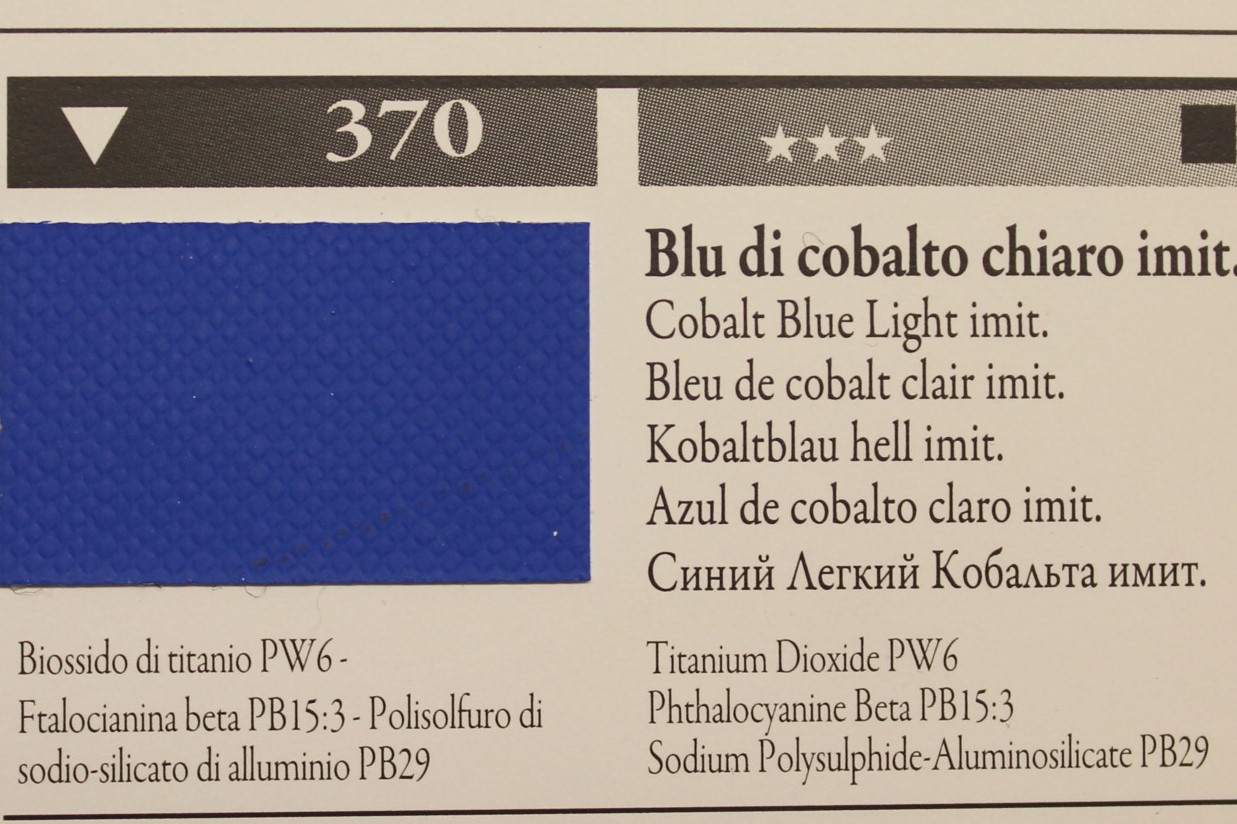 370
Blu di cobalto chiaro imit.
Cobalt Blue Light imit.
Bleu de cobalt clair imit.
Kobaltblau hell imit.
Azul de cobalto claro imit.
Синий Легкий Кобальта имит.
Biossido di titanio PW6 -
Ftalocianina beta PB15:3 - Polisolfuro di
sodio-silicato di alluminio PB29
Titanium Dioxide PW6
Phthalocyanine Beta PB15:3
Sodium Polysulphide-Aluminosilicate PB29